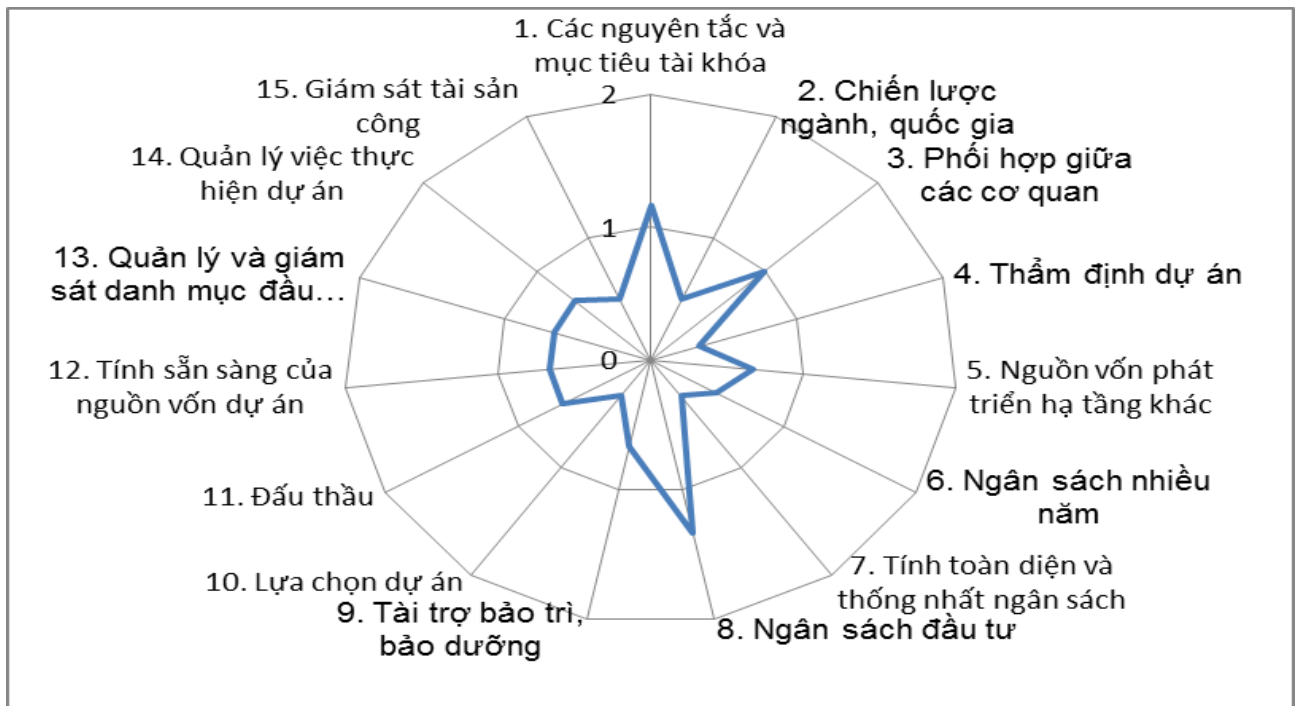 1. Các nguyên tắc và
mục tiêu tài khóa
2. Chiến lược
ngành, quốc gia
3. Phối hợp giữa
các cơ quan
4. Thẩm định dự án
5. Nguồn vốn phát
triển hạ tầng khác
6. Ngân sách nhiều
năm
7. Tính toàn diện và
thống nhất ngân sách
8. Ngân sách đầu tư
9. Tài trợ bảo trì,
bảo dưỡng
10. Lựa chọn dự án
11. Đấu thầu
12. Tính sẵn sàng của
nguồn vốn dự án
13. Quản lý và giám
sát danh mục đầu…
14. Quản lý việc thực
hiện dự án
15. Giám sát tài sản
công
2
1
0